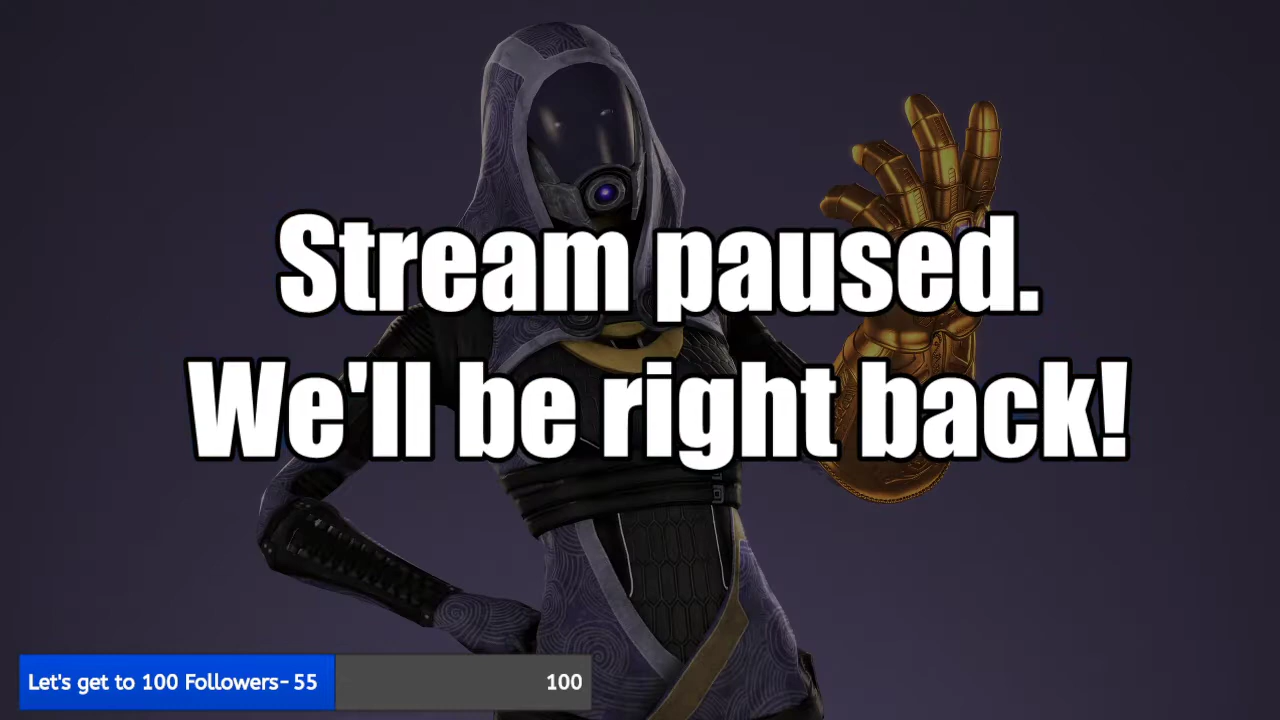 Stream paused.
We'll be right back!
Let's get to 100 Followers- 55 100